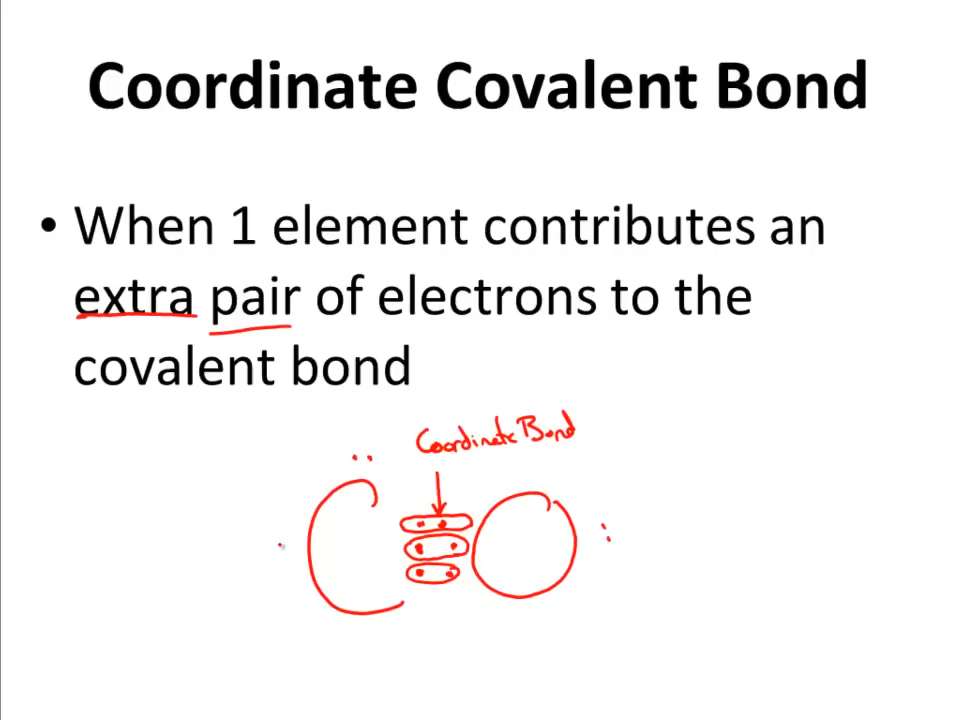 Coordinate Covalent Bond
• When 1 element contributes an
extra pair of electrons to the
covalent bond
Coordinate Bond
C O